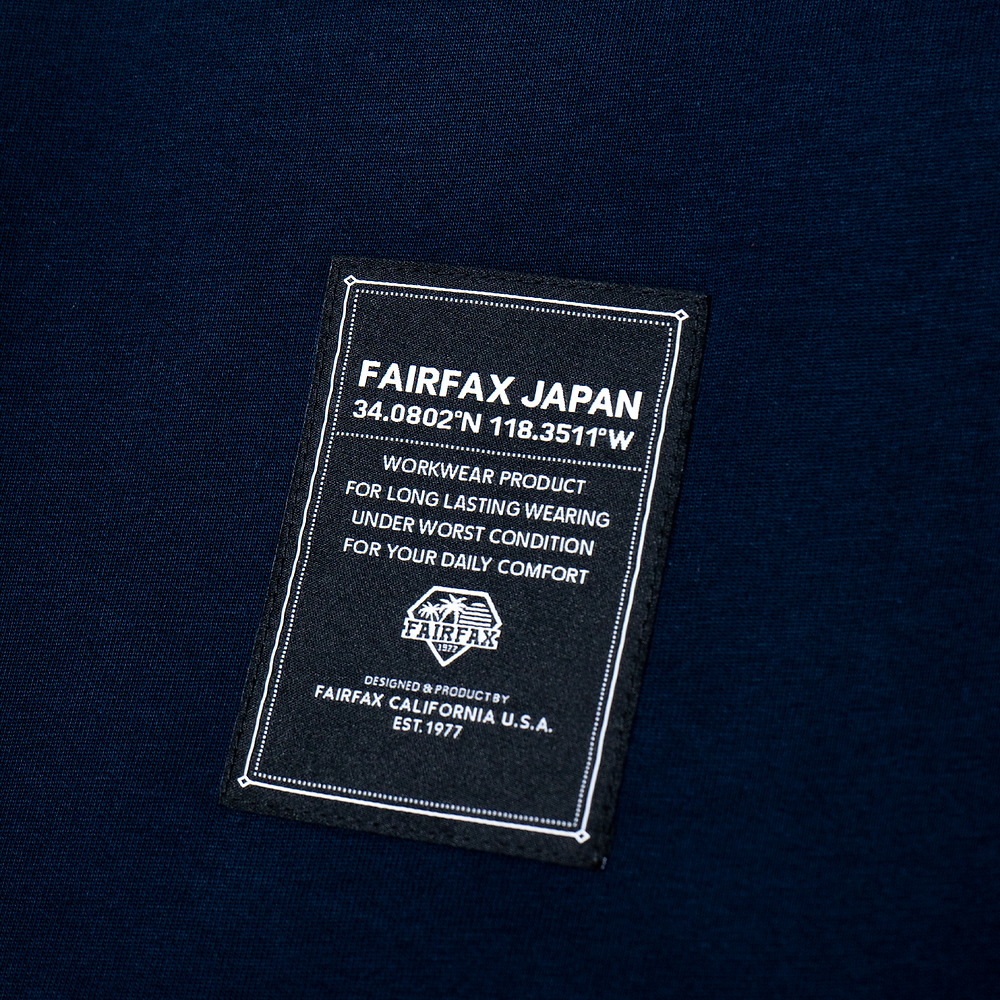 FAIRFAX JAPAN
34.0802°N 118.3511°W
WORKWEAR PRODUCT
FOR LONG LASTING WEARING
UNDER WORST CONDITION
FOR YOUR DAILY COMFORT
FAIRFAX
1977
DESIGNED & PRODUCT BY
FAIRFAX CALIFORNIA U.S.A.
EST.1977